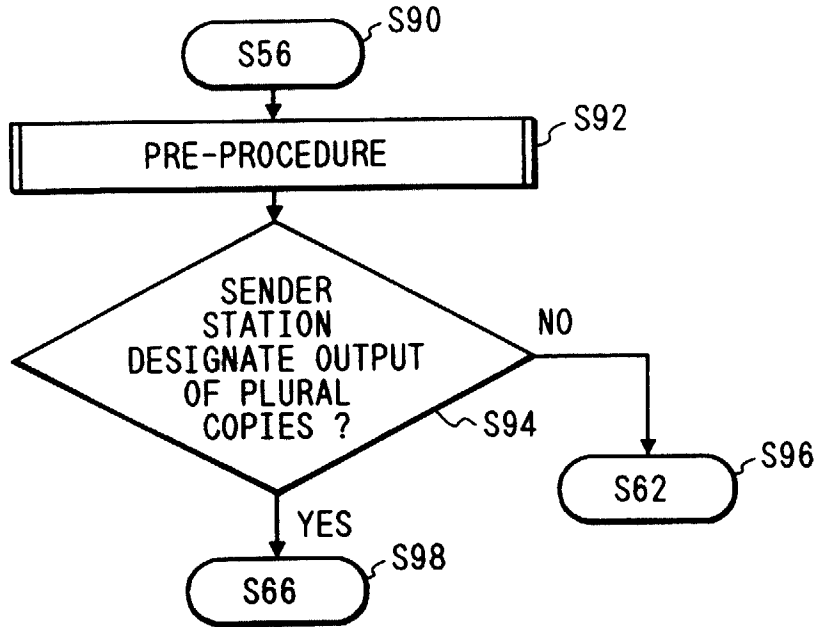 S90
S56
S92
PRE-PROCEDURE
SENDER
STATION
DESIGNATE OUTPUT
OF PLURAL
COPIES ?
NO
S94
S96
S62
YES
S98
S66